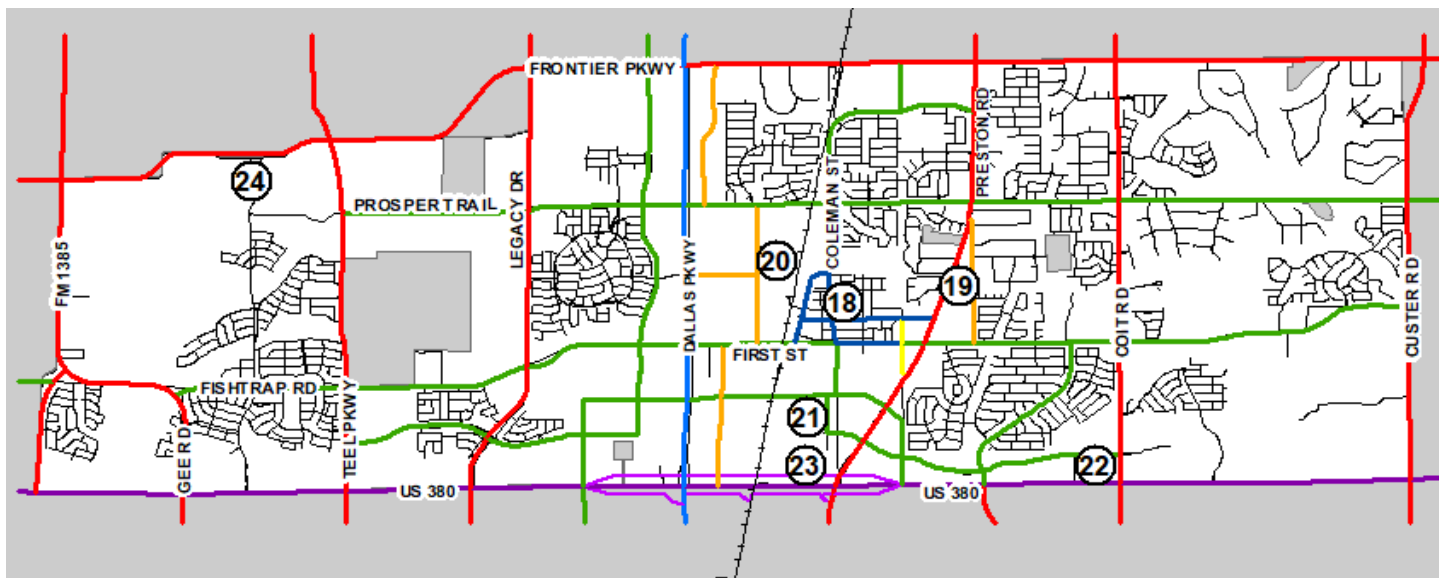 FRONTIER PKWY
PRESTON RD
24
COLEMAN ST
PROSPER TRAIL
LEGACY DR
FM 1385
20
19
18
DALLAS PKWY
COIT RD
CUSTER RD
FIRST ST
FISHTRAP RD
TEEL PKWY
21
GEE RD
23
22
US 380
US 380